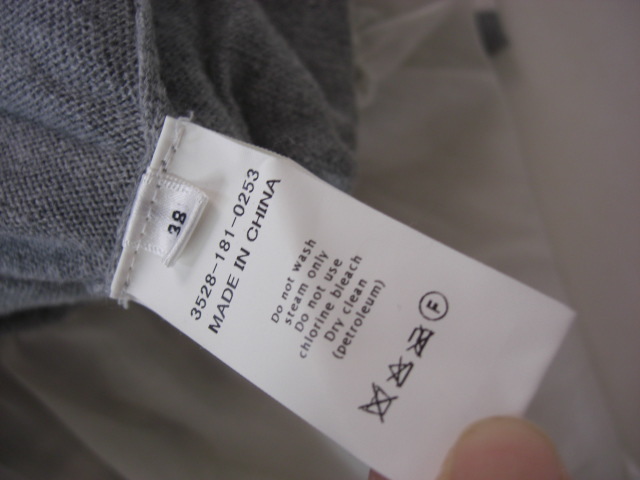 38
3528-181-0253
MADE IN CHINA
Do not wash
steam only
Do not use
chlorine bleach
Dry clean
(petroleum)
F